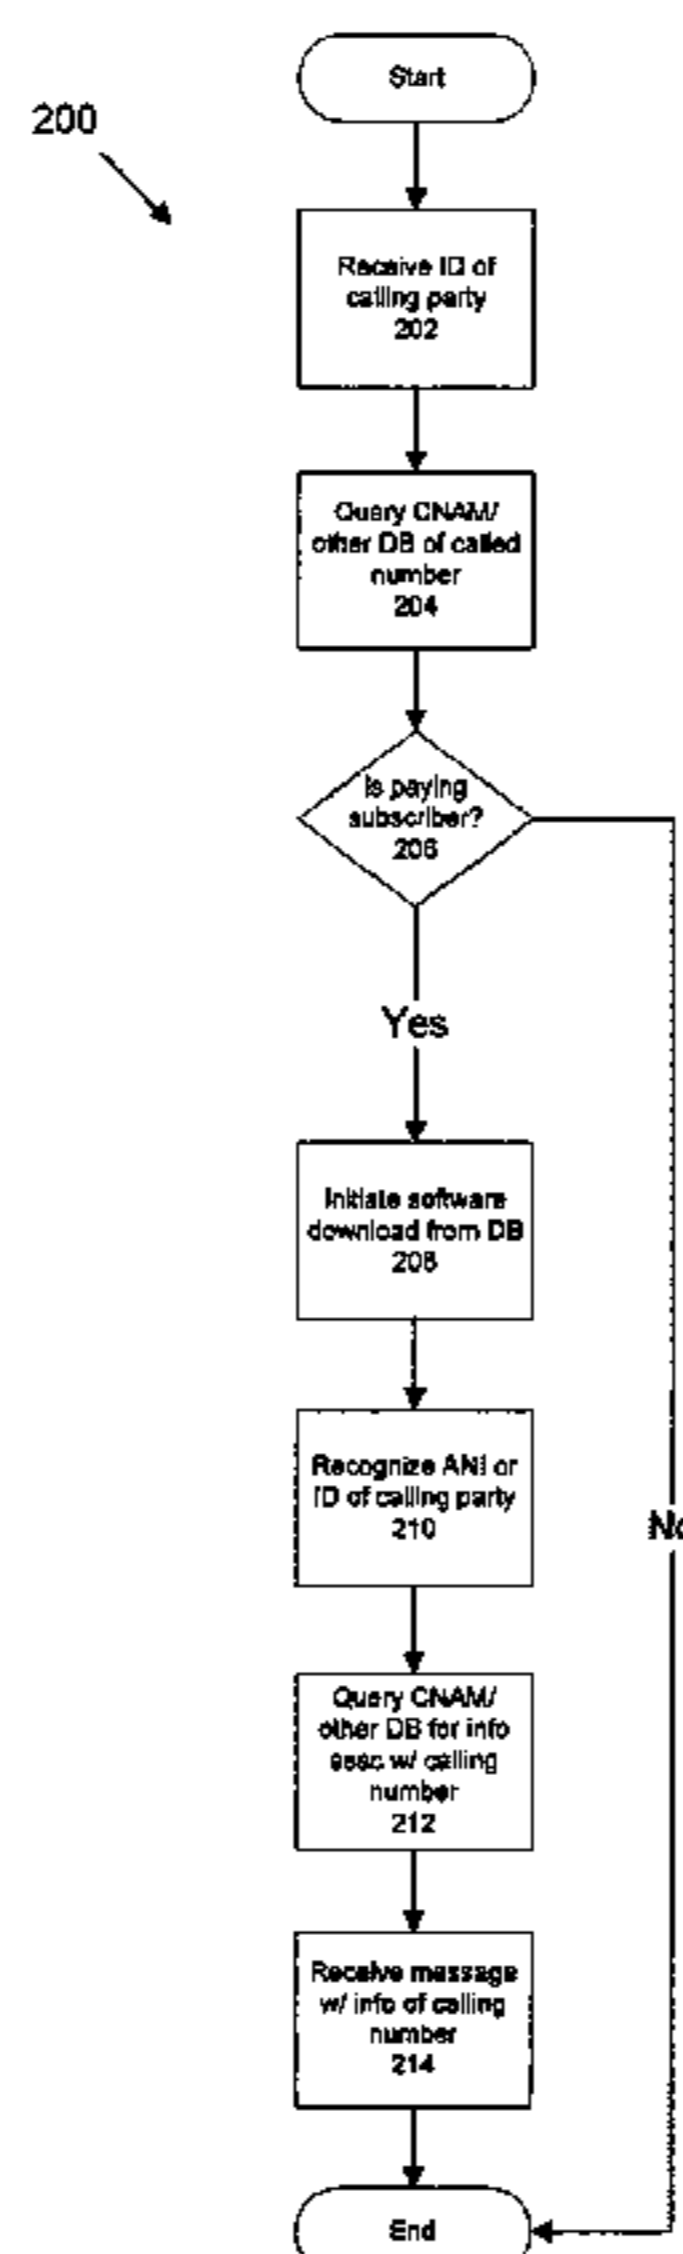 Start
200
Receive ID of
calling party
202
Query CNAM/
other DB of called
number
204
Is paying
subscriber?
206
Yes
Initiate software
download from DB
208
Recognize ANI or
ID of calling party
210
No
Query CNAM/
other DB for info
assc w/ calling
number
212
Receive message
w/ info of calling
number
214
End